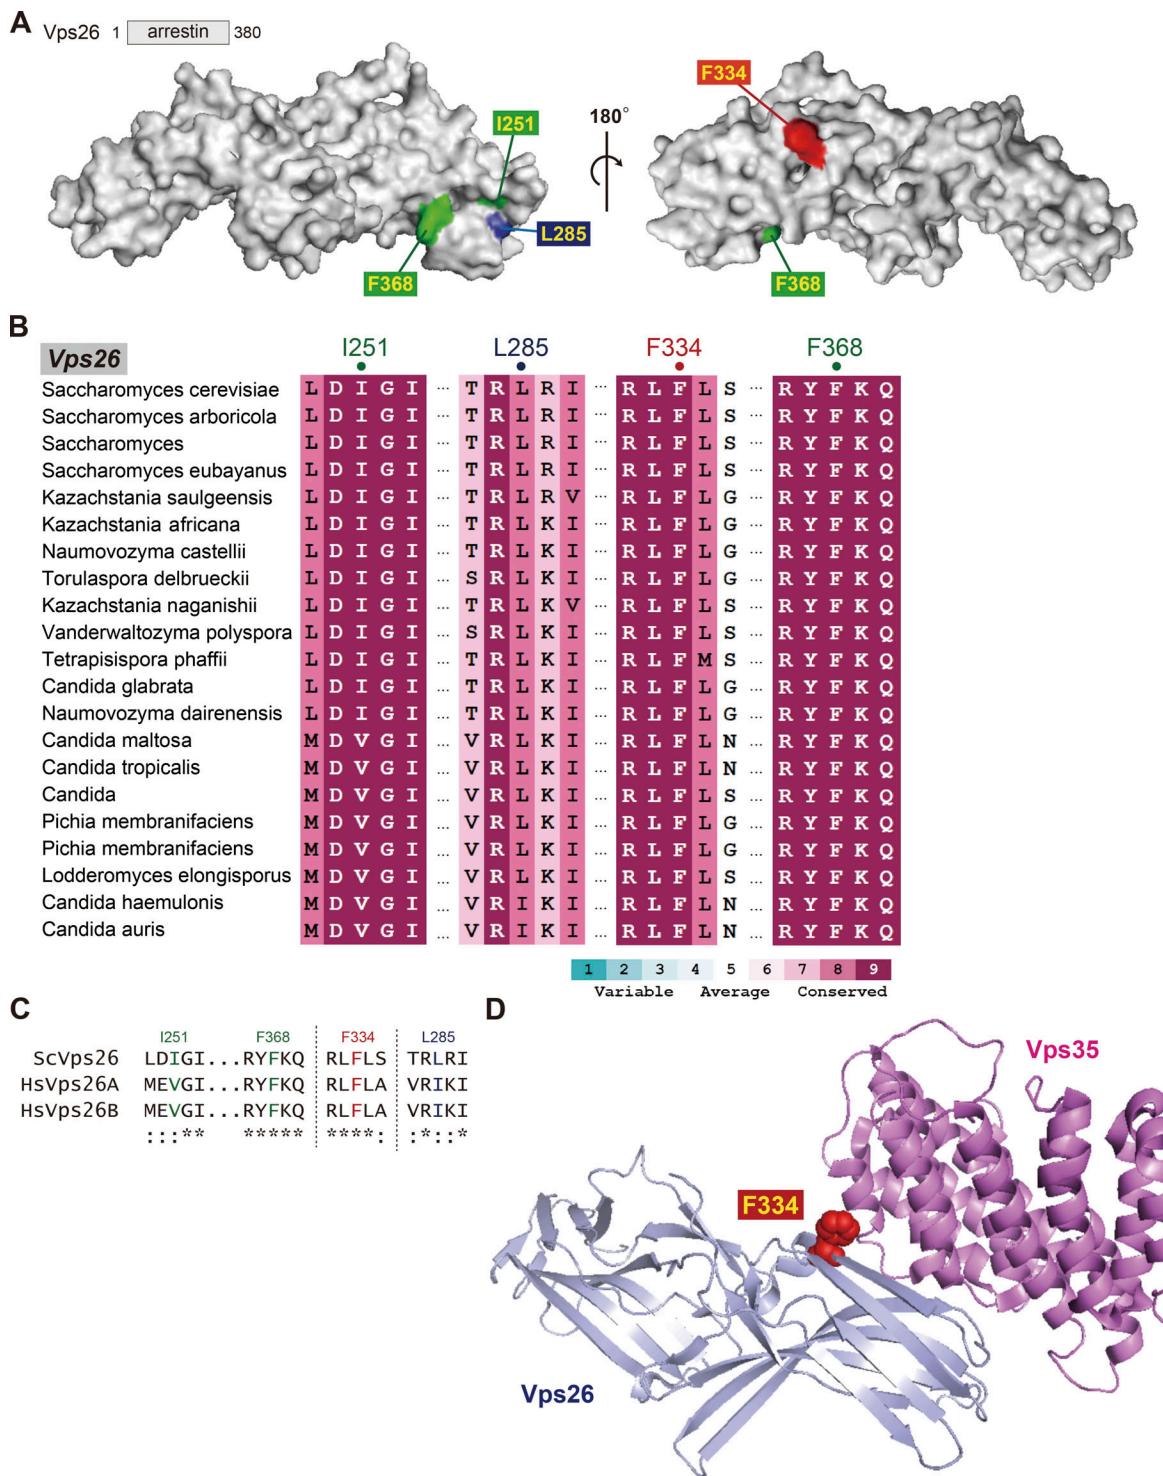 A Vps26 1 arrestin 380
F334
I251
180°
L285
F368
F368
B
Vps26 I251 L285 F334 F368
Saccharomyces cerevisiae L D I G I ... T R L R I ... R L F L S ... R Y F K Q
Saccharomyces arboricola L D I G I ... T R L R I ... R L F L S ... R Y F K Q
Saccharomyces L D I G I ... T R L R I ... R L F L S ... R Y F K Q
Saccharomyces eubayanus L D I G I ... T R L R I ... R L F L S ... R Y F K Q
Kazachstania saulgeensis L D I G I ... T R L R V ... R L F L G ... R Y F K Q
Kazachstania africana L D I G I ... T R L K I ... R L F L G ... R Y F K Q
Naumovozyma castellii L D I G I ... T R L K I ... R L F L G ... R Y F K Q
Torulaspora delbrueckii L D I G I ... S R L K I ... R L F L G ... R Y F K Q
Kazachstania naganishii L D I G I ... T R L K V ... R L F L S ... R Y F K Q
Vanderwaltozyma polyspora L D I G I ... S R L K I ... R L F L S ... R Y F K Q
Tetrapisispora phaffii L D I G I ... T R L K I ... R L F M S ... R Y F K Q
Candida glabrata L D I G I ... T R L K I ... R L F L G ... R Y F K Q
Naumovozyma dairenensis L D I G I ... T R L K I ... R L F L G ... R Y F K Q
Candida maltosa M D V G I ... V R L K I ... R L F L N ... R Y F K Q
Candida tropicalis M D V G I ... V R L K I ... R L F L N ... R Y F K Q
Candida M D V G I ... V R L K I ... R L F L S ... R Y F K Q
Pichia membranifaciens M D V G I ... V R L K I ... R L F L G ... R Y F K Q
Pichia membranifaciens M D V G I ... V R L K I ... R L F L G ... R Y F K Q
Lodderomyces elongisporus M D V G I ... V R L K I ... R L F L S ... R Y F K Q
Candida haemulonis M D V G I ... V R I K I ... R L F L N ... R Y F K Q
Candida auris M D V G I ... V R I K I ... R L F L N ... R Y F K Q
1 2 3 4 5 6 7 8 9
Variable Average Conserved
C
I251 F368 F334 L285
ScVps26 LDIGI...RYFKQ RLFLS TRLRI
HsVps26A MEVGI...RYFKQ RLFLA VRIKI
HsVps26B MEVGI...RYFKQ RLFLA VRIKI
:::** ***** ****: :*::*
D
Vps35
F334
Vps26